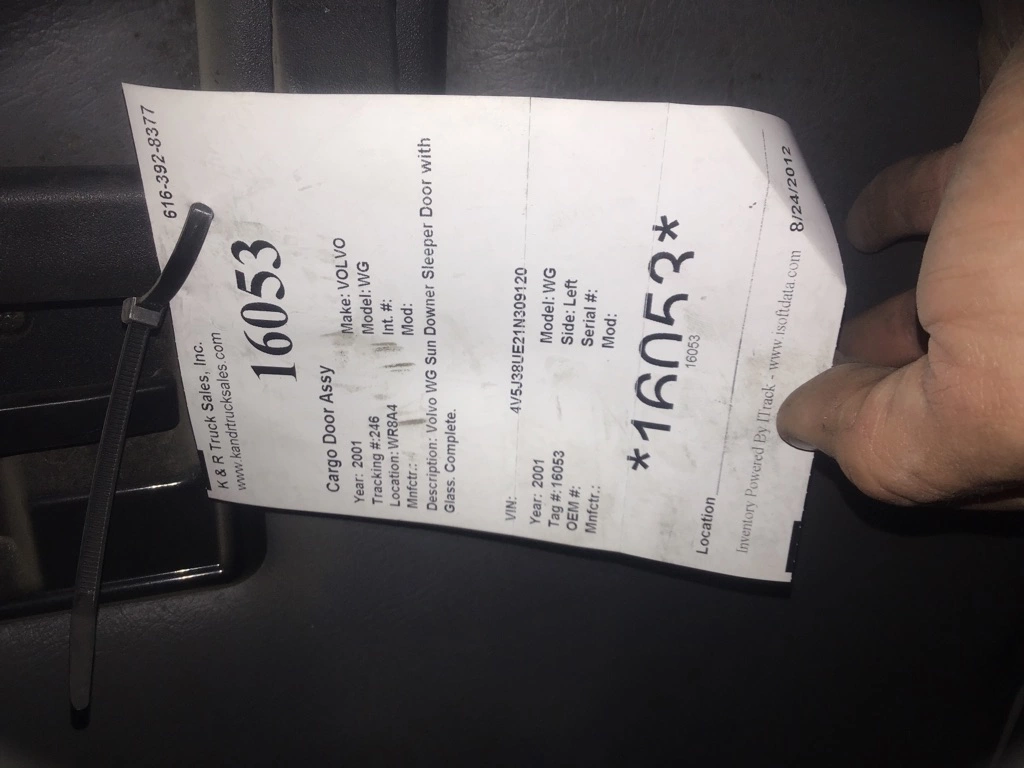 K & R Truck Sales, Inc. 616-392-8377
www.kandrtrucksales.com
16053
Cargo Door Assy
Year: 2001 Make: VOLVO
Tracking #:246 Model: WG
Location: WR8A4 Int. #:
Mnfctr.: Mod:
Description: Volvo WG Sun Downer Sleeper Door with
Glass. Complete.
VIN: 4V5J38UE21N309120
Year: 2001 Model: WG
Tag #:16053 Side: Left
OEM #: Serial #:
Mnfctr.: Mod:
*16053*
16053
Location
Inventory Powered By ITrack - www.isoftdata.com 8/24/2012